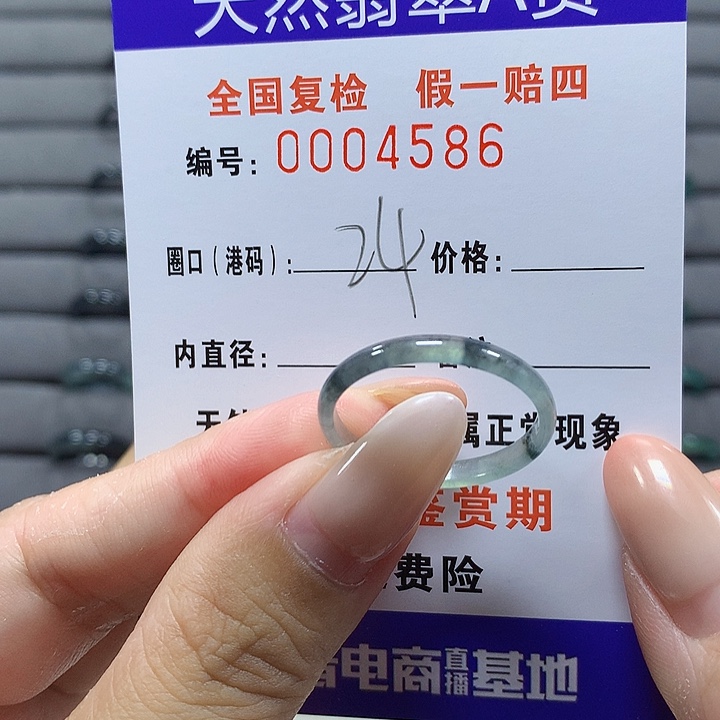 天然翡翠A货
全国复检 假一赔四
编号: 0004586
圈口(港码): 24 价格:
内直径:
属正常现象
鉴赏期
费险
电商直播基地